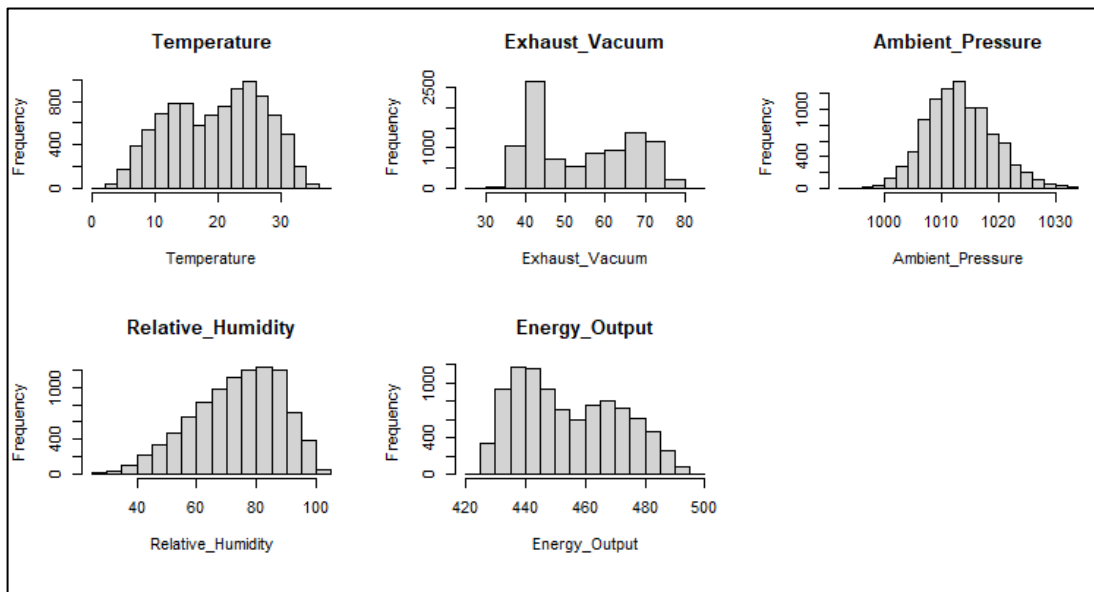 Temperature
Frequency
0 400 800
0 10 20 30
Temperature
Exhaust_Vacuum
Frequency
0 1000 2500
30 40 50 60 70 80
Exhaust_Vacuum
Ambient_Pressure
Frequency
0 400 1000
1000 1010 1020 1030
Ambient_Pressure
Relative_Humidity
Frequency
0 400 1000
40 60 80 100
Relative_Humidity
Energy_Output
Frequency
0 400 1000
420 440 460 480 500
Energy_Output